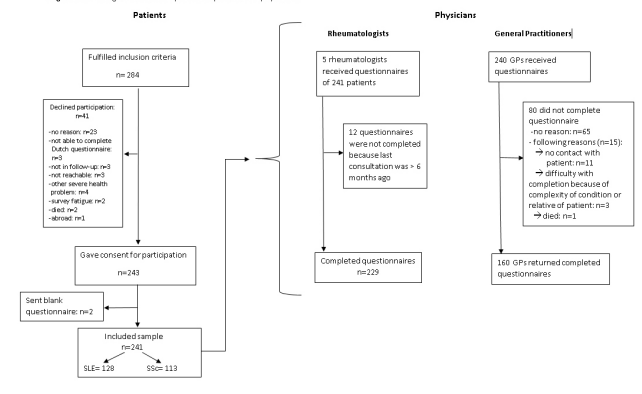 Patients
Physicians
Fulfilled inclusion criteria
n= 284
Declined participation:
n=41
-no reason: n=23
-not able to complete
Dutch questionnaire:
n=3
-not in follow-up: n=3
-not reachable: n=3
-other severe health
problem: n=4
-survey fatigue: n=2
-died: n=2
-abroad: n=1
Gave consent for participation
n=243
Sent blank
questionnaire: n=2
Included sample
n=241
SLE= 128 SSc= 113
Rheumatologists
5 rheumatologists
received questionnaires
of 241 patients
12 questionnaires
were not completed
because last
consultation was > 6
months ago
Completed questionnaires
n=229
General Practitioners
240 GPs received
questionnaires
80 did not complete
questionnaire
-no reason: n=65
- following reasons (n=15):
→ no contact with
patient: n=11
→ difficulty with
completion because of
complexity of condition or
relative of patient: n=3
→ died: n=1
160 GPs returned completed
questionnaires